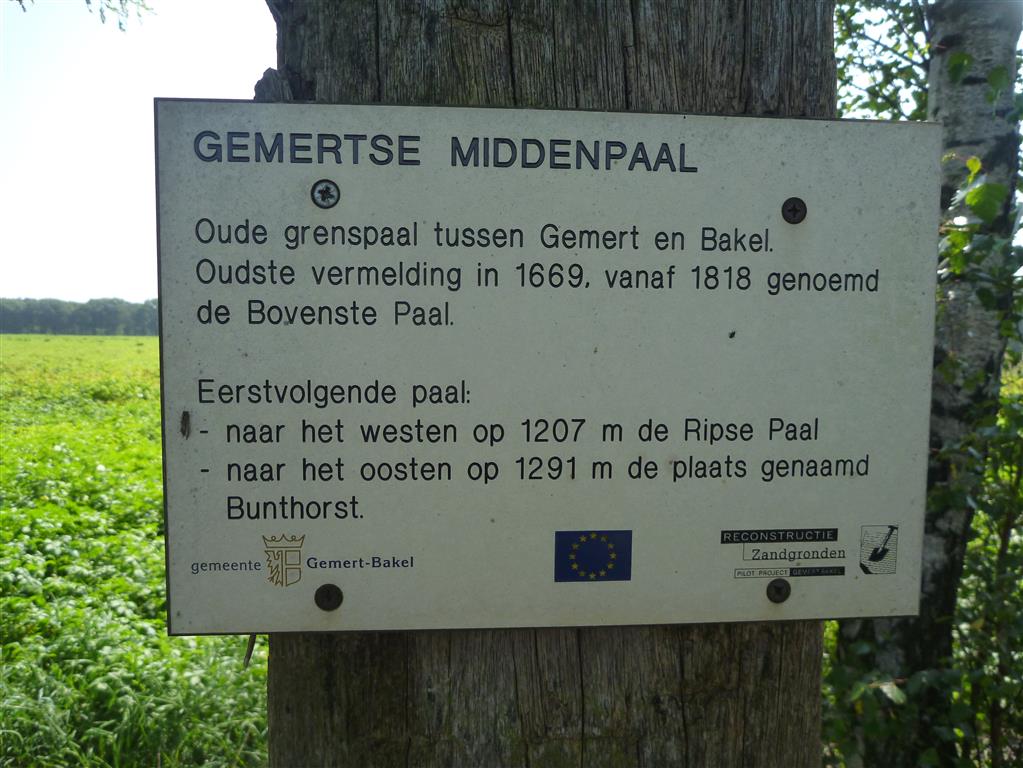 GEMERTSE MIDDENPAAL
Oude grenspaal tussen Gemert en Bakel.
Oudste vermelding in 1669, vanaf 1818 genoemd
de Bovenste Paal.
Eerstvolgende paal:
- naar het westen op 1207 m de Ripse Paal
- naar het oosten op 1291 m de plaats genaamd
Bunthorst.
gemeente Gemert-Bakel
RECONSTRUCTIE
Zandgronden
PILOT PROJECT GEMERT BAKEL